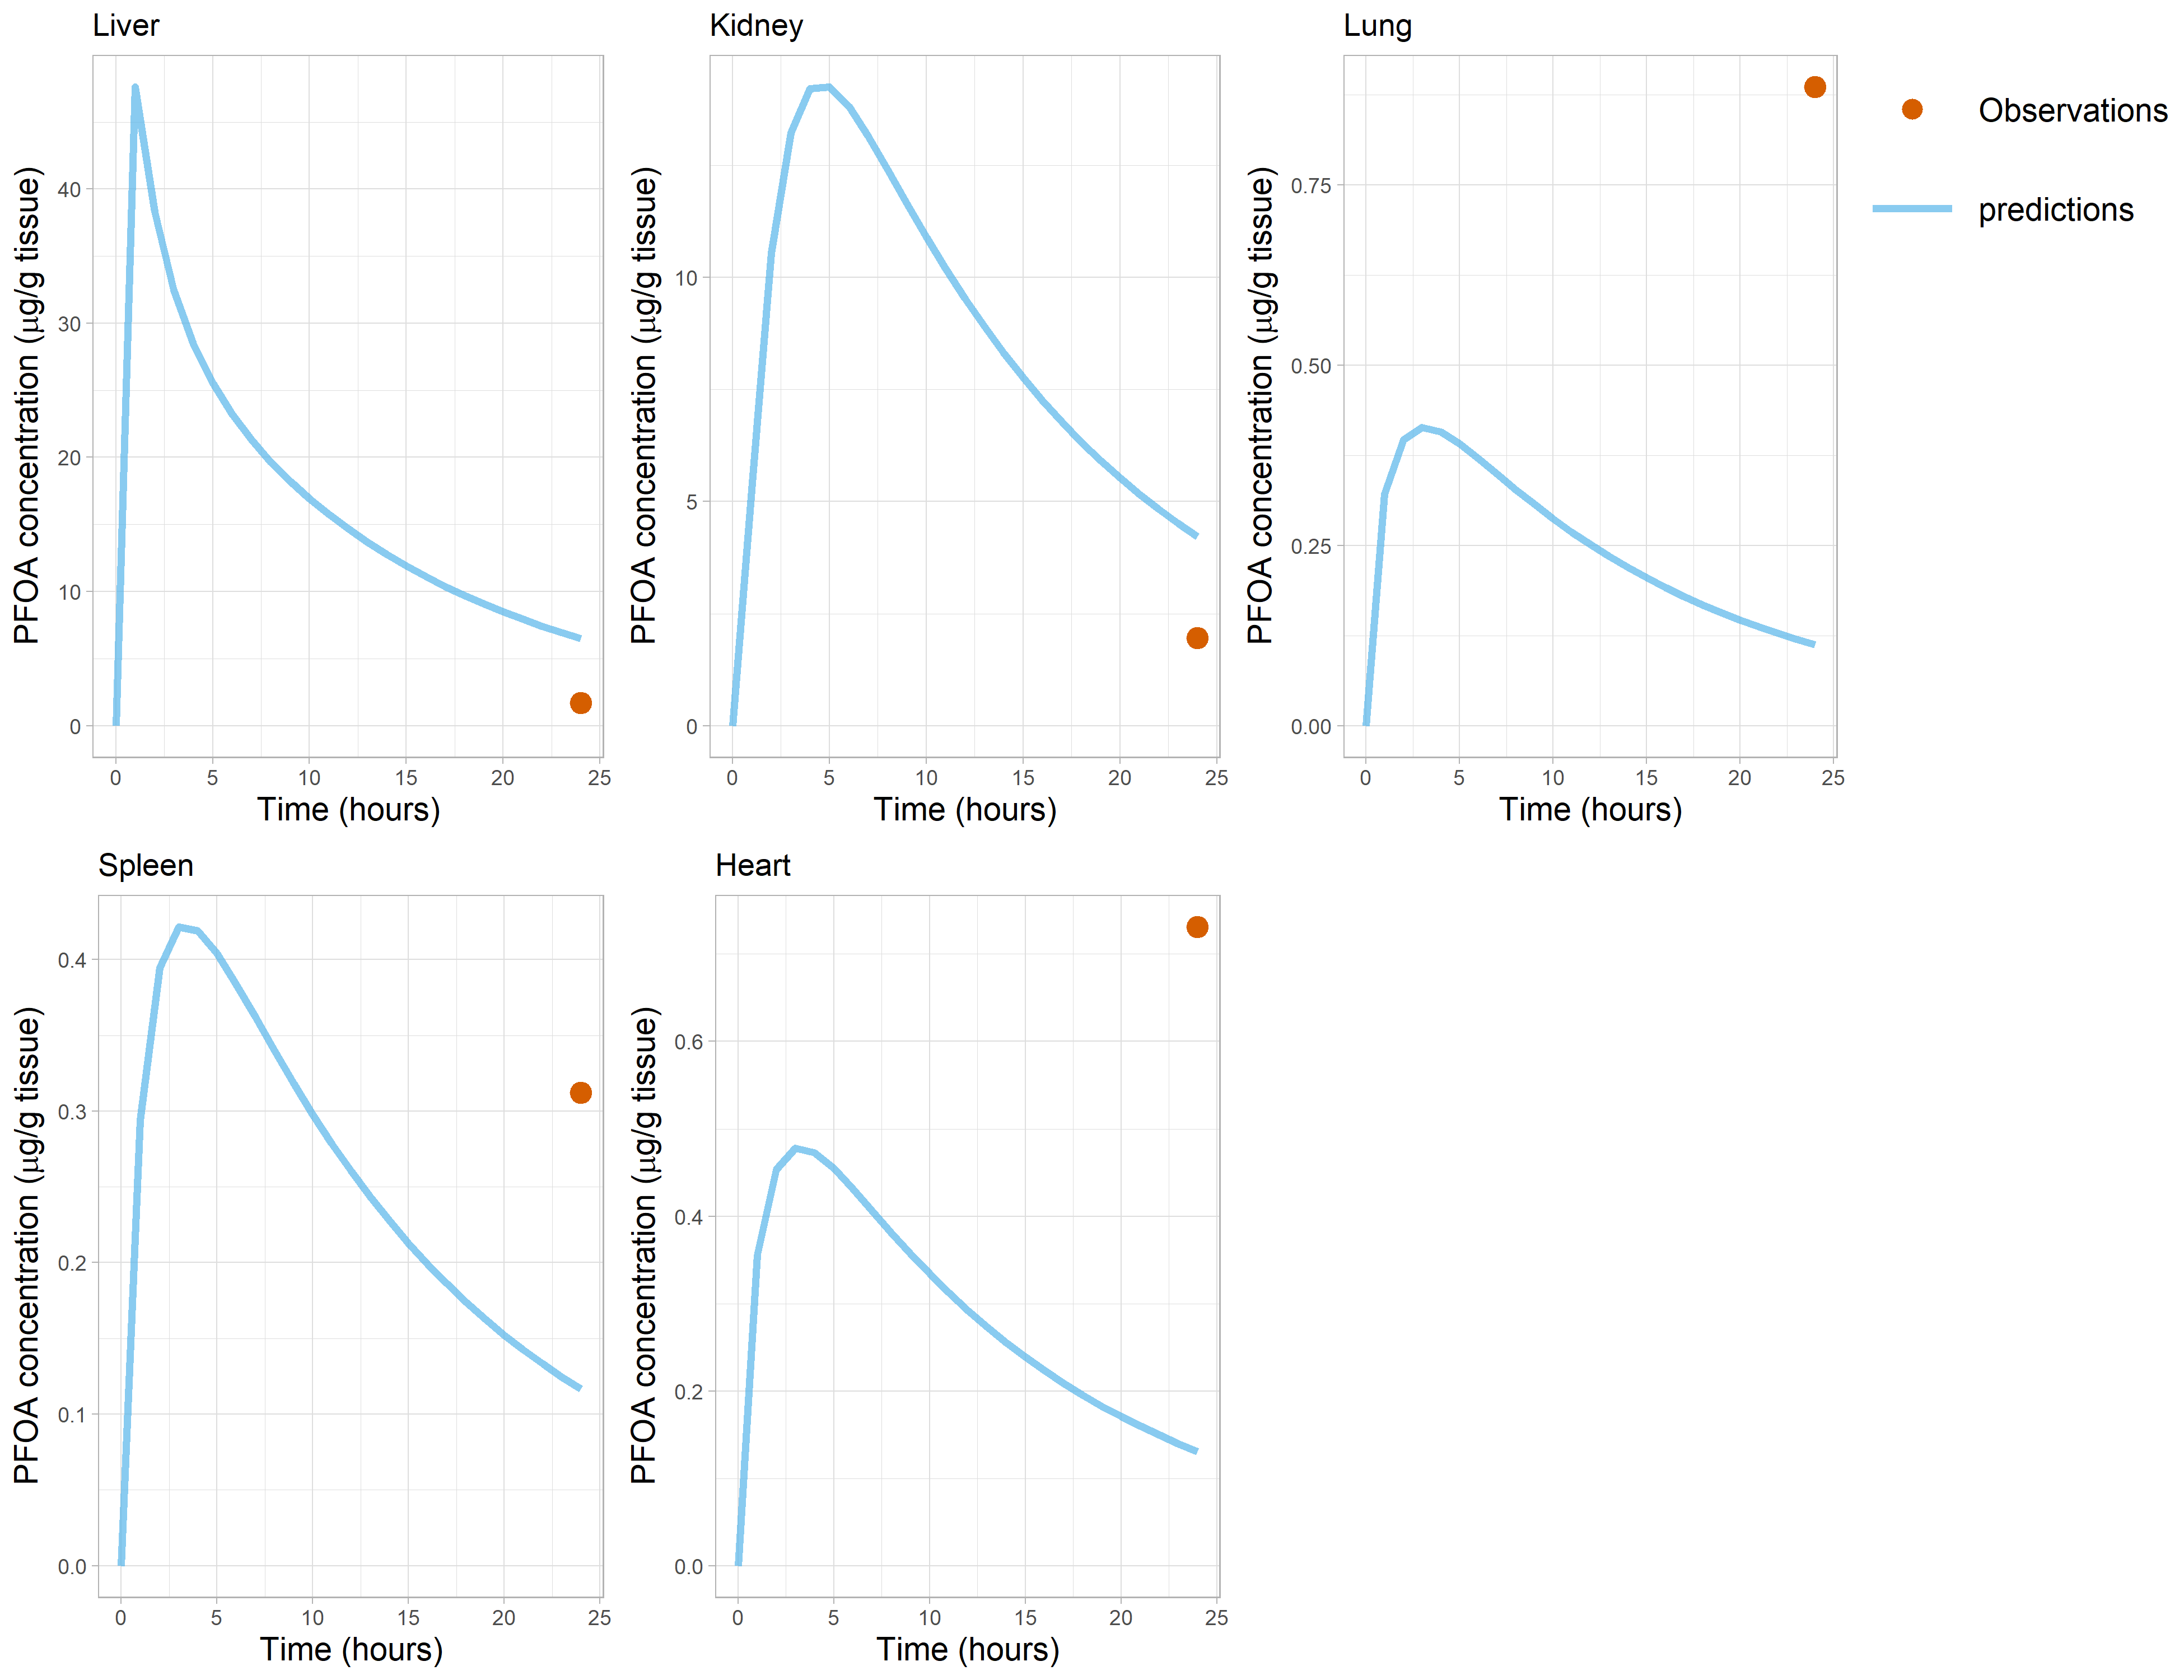 Liver
PFOA concentration (μg/g tissue)
40
30
20
10
0
0 5 10 15 20 25
Time (hours)
Kidney
PFOA concentration (μg/g tissue)
10
5
0
0 5 10 15 20 25
Time (hours)
Lung
PFOA concentration (μg/g tissue)
0.75
0.50
0.25
0.00
0 5 10 15 20 25
Time (hours)
Observations
predictions
Spleen
PFOA concentration (μg/g tissue)
0.4
0.3
0.2
0.1
0.0
0 5 10 15 20 25
Time (hours)
Heart
PFOA concentration (μg/g tissue)
0.6
0.4
0.2
0.0
0 5 10 15 20 25
Time (hours)